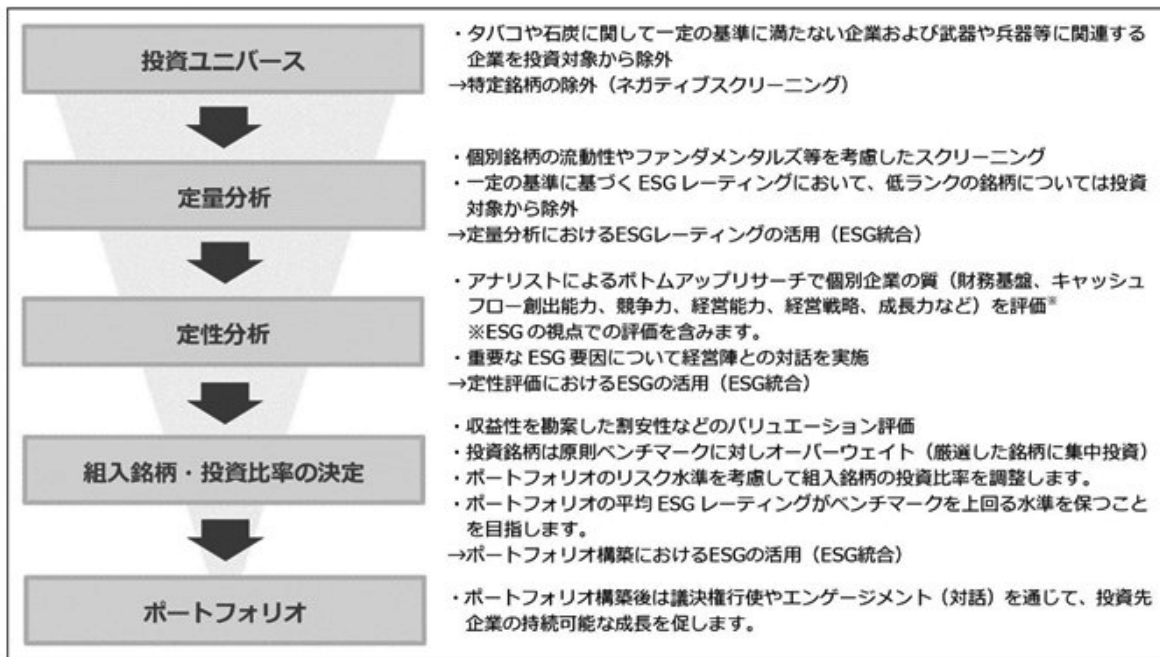 投資ユニバース
・タバコや石炭に関して一定の基準に満たない企業および武器や兵器等に関連する
企業を投資対象から除外
→特定銘柄の除外（ネガティブスクリーニング）
定量分析
・個別銘柄の流動性やファンダメンタルズ等を考慮したスクリーニング
・一定の基準に基づく ESG レーティングにおいて、低ランクの銘柄については投資
対象から除外
→定量分析におけるESGレーティングの活用（ESG統合）
定性分析
・アナリストによるボトムアップリサーチで個別企業の質（財務基盤、キャッシュ
フロー創出能力、競争力、経営能力、経営戦略、成長力など）を評価※
※ESG の視点での評価を含みます。
・重要な ESG 要因について経営陣との対話を実施
→定性評価におけるESGの活用（ESG統合）
組入銘柄・投資比率の決定
・収益性を勘案した割安性などのバリュエーション評価
・投資銘柄は原則ベンチマークに対しオーバーウェイト（厳選した銘柄に集中投資）
・ポートフォリオのリスク水準を考慮して組入銘柄の投資比率を調整します。
・ポートフォリオの平均 ESG レーティングがベンチマークを上回る水準を保つこと
を目指します。
→ポートフォリオ構築におけるESGの活用（ESG統合）
ポートフォリオ
・ポートフォリオ構築後は議決権行使やエンゲージメント（対話）を通じて、投資先
企業の持続可能な成長を促します。